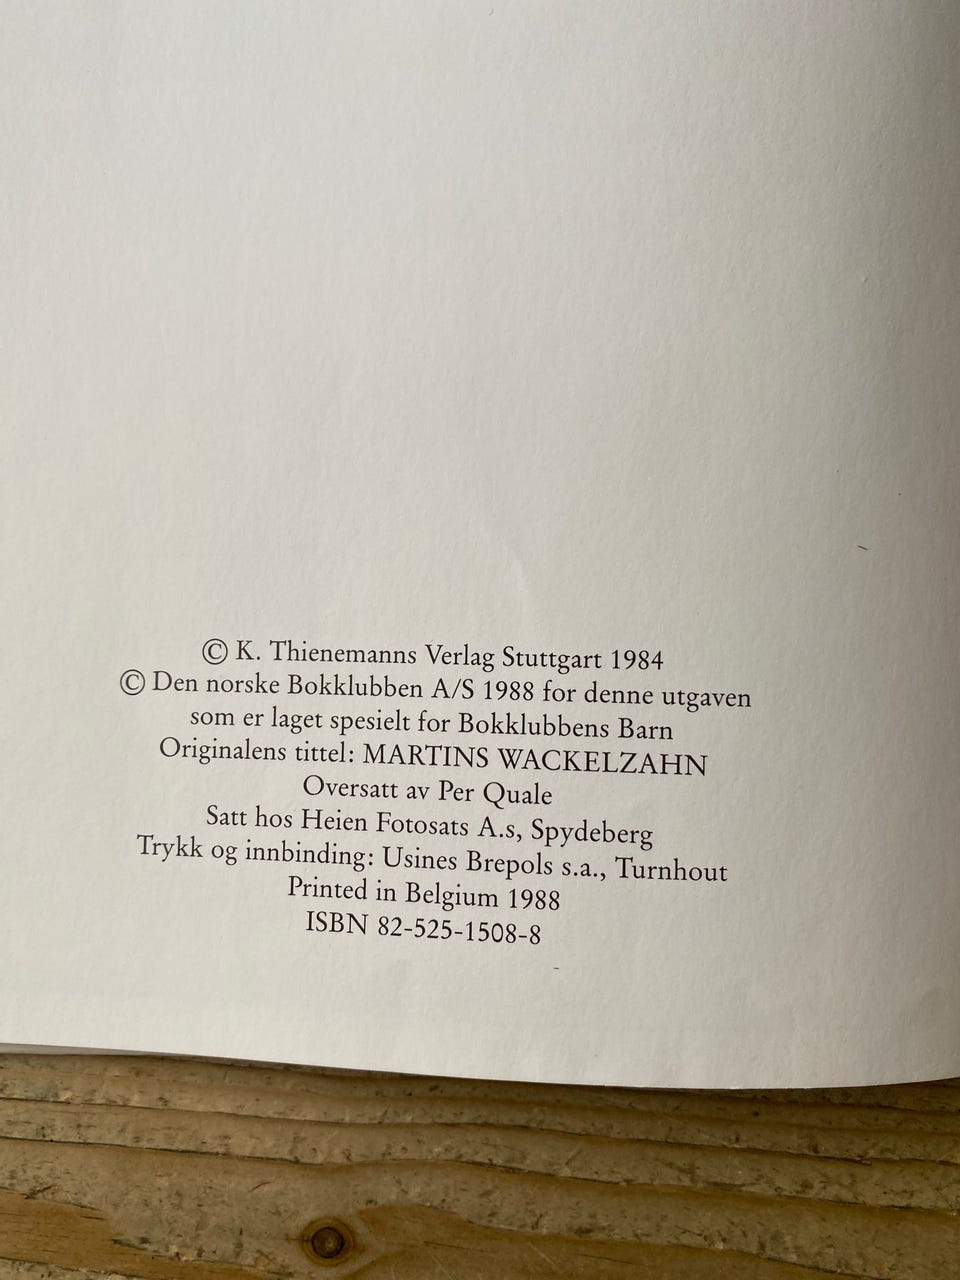 © K. Thienemanns Verlag Stuttgart 1984
© Den norske Bokklubben A/S 1988 for denne utgaven
som er laget spesielt for Bokklubbens Barn
Originalens tittel: MARTINS WACKELZAHN
Oversatt av Per Quale
Satt hos Heien Fotosats A.s, Spydeberg
Trykk og innbinding: Usines Brepols s.a., Turnhout
Printed in Belgium 1988
ISBN 82-525-1508-8